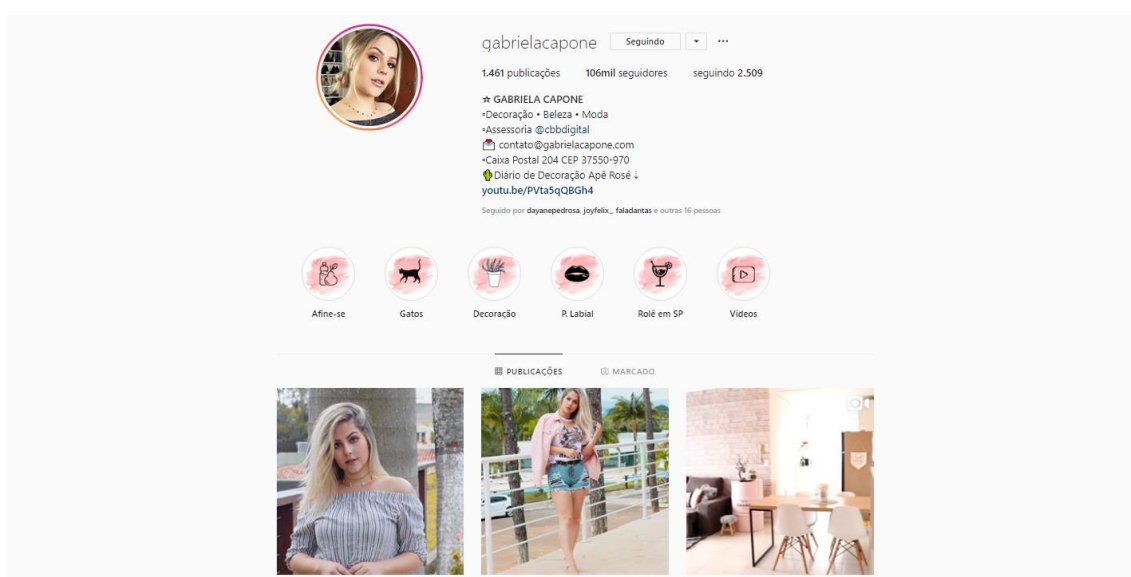 gabrielacapone Seguindo
1.461 publicações 106mil seguidores seguindo 2.509
☆ GABRIELA CAPONE
▫Decoração • Beleza • Moda
▫Assessoria @cbbdigital
📩 contato@gabrielacapone.com
▫Caixa Postal 204 CEP 37550-970
🌵Diário de Decoração Apê Rosé ↓
youtu.be/PVta5qQBGh4
Seguido por dayanepedrosa, joyfelix_, faladantas e outras 16 pessoas
Afine-se Gatos Decoração P. Labial Rolê em SP Vídeos
PUBLICAÇÕES MARCADO